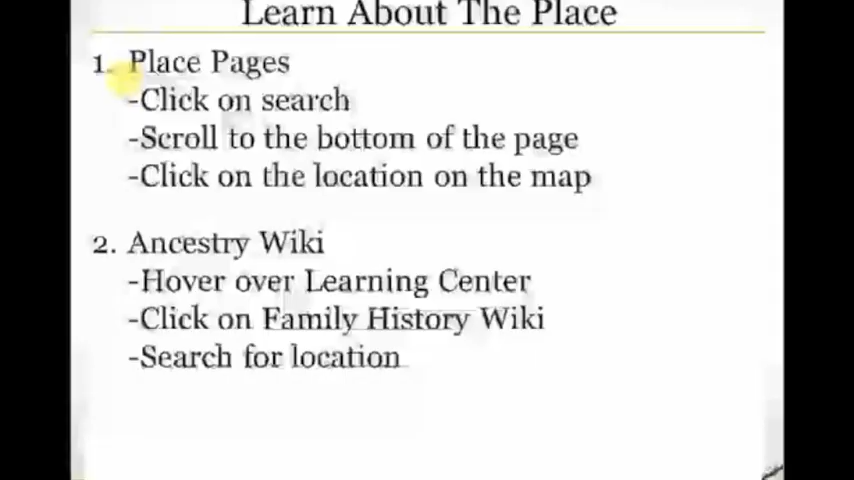 Learn About The Place
1. Place Pages
-Click on search
-Scroll to the bottom of the page
-Click on the location on the map
2. Ancestry Wiki
-Hover over Learning Center
-Click on Family History Wiki
-Search for location